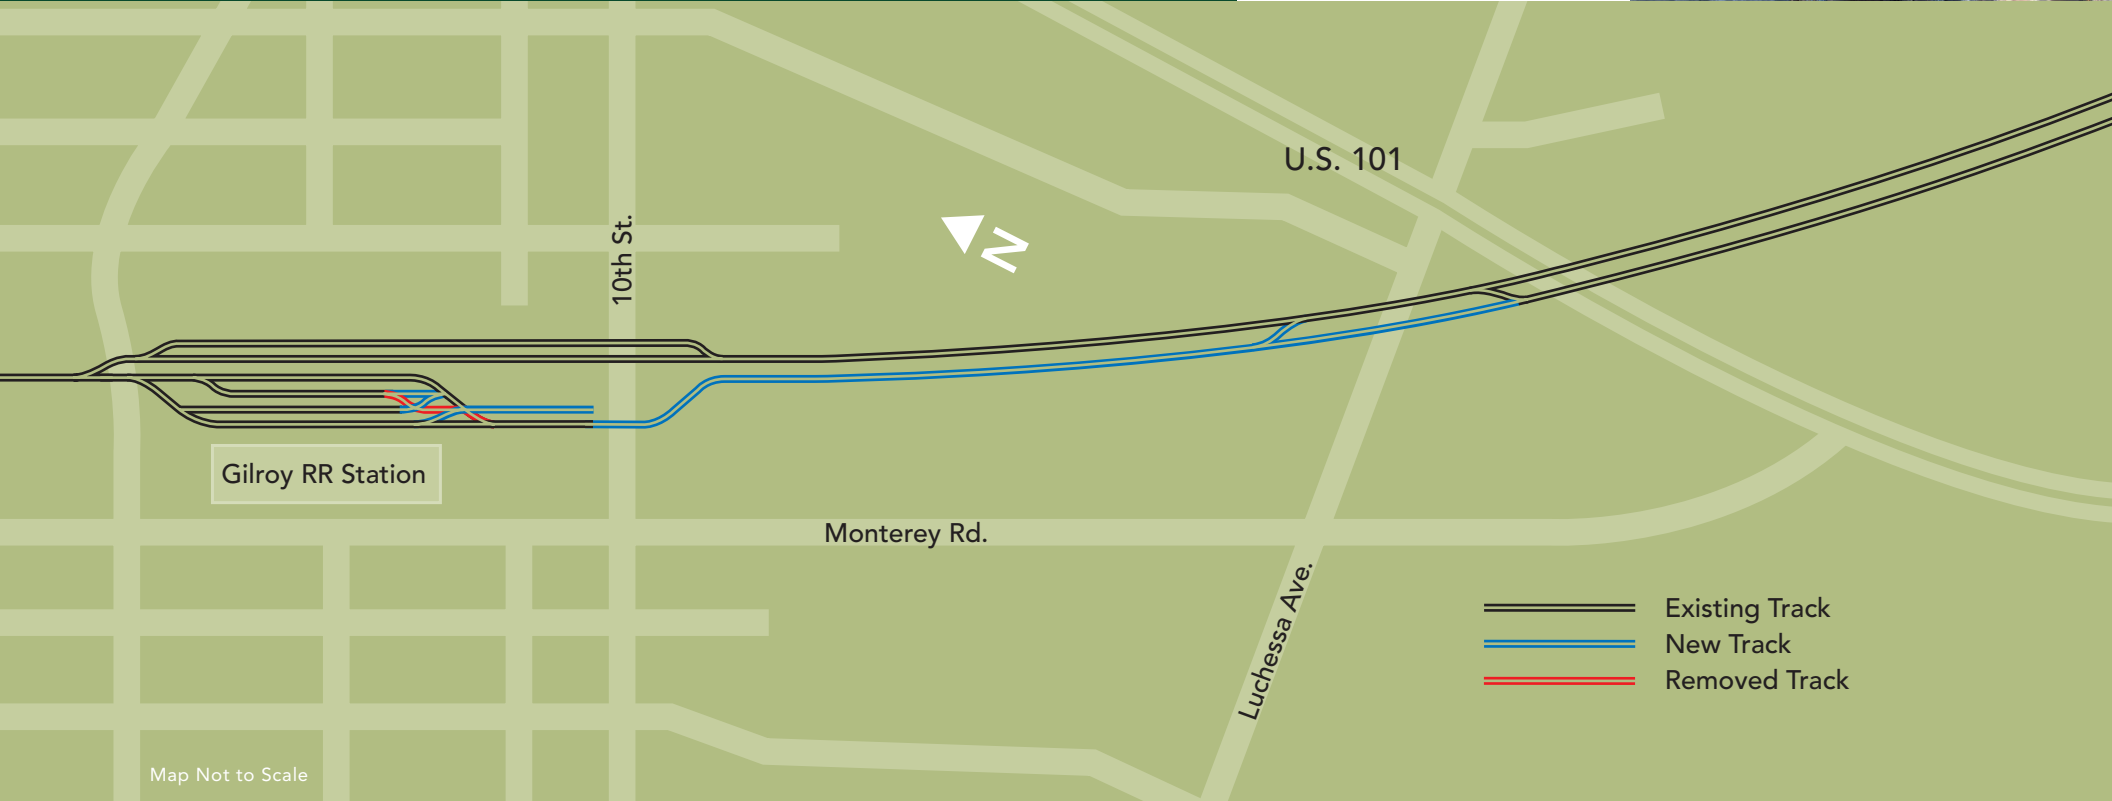 U.S. 101
10th St.
N
Gilroy RR Station
Monterey Rd.
Luchessa Ave.
Existing Track
New Track
Removed Track
Map Not to Scale